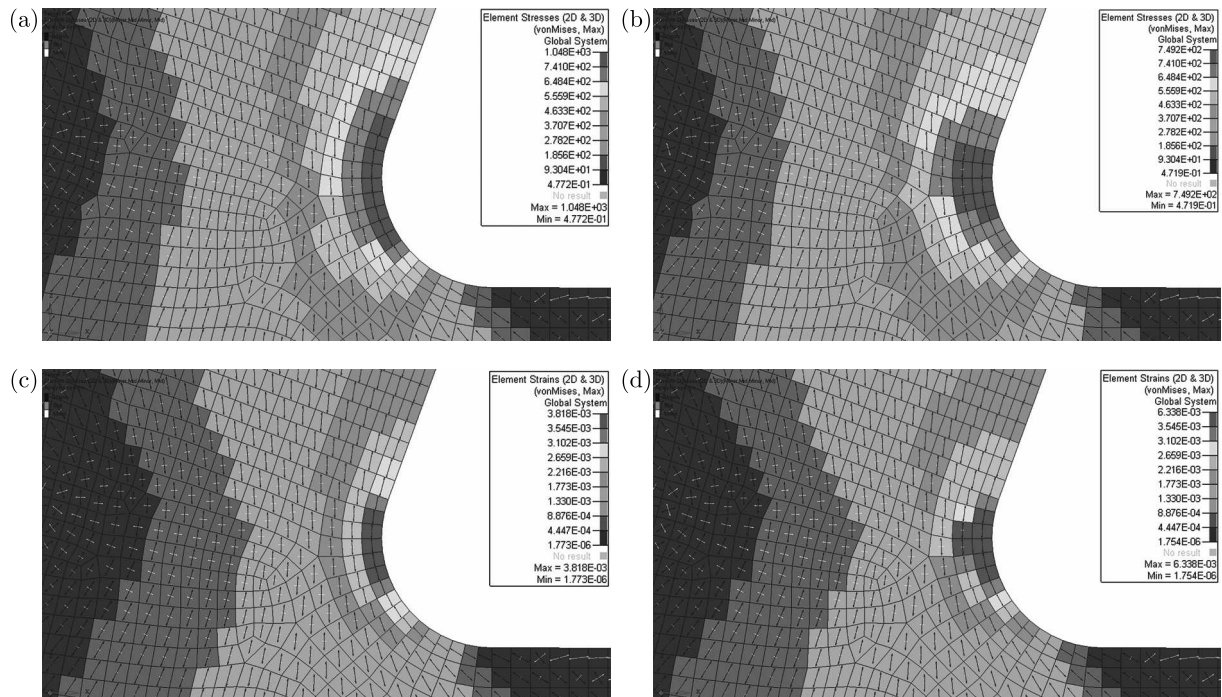 (a)
Element Stresses (2D & 3D)
(vonMises, Max)
Global System
1.048E+03
7.410E+02
6.484E+02
5.559E+02
4.633E+02
3.707E+02
2.782E+02
1.856E+02
9.304E+01
4.772E-01
No result
Max = 1.048E+03
Min = 4.772E-01
(b)
Element Stresses (2D & 3D)
(vonMises, Max)
Global System
7.492E+02
7.410E+02
6.484E+02
5.559E+02
4.633E+02
3.707E+02
2.782E+02
1.856E+02
9.304E+01
4.719E-01
No result
Max = 7.492E+02
Min = 4.719E-01
(c)
Element Strains (2D & 3D)
(vonMises, Max)
Global System
3.818E-03
3.545E-03
3.102E-03
2.659E-03
2.216E-03
1.773E-03
1.330E-03
8.876E-04
4.447E-04
1.773E-06
No result
Max = 3.818E-03
Min = 1.773E-06
(d)
Element Strains (2D & 3D)
(vonMises, Max)
Global System
6.338E-03
3.545E-03
3.102E-03
2.659E-03
2.216E-03
1.773E-03
1.330E-03
8.876E-04
4.447E-04
1.754E-06
No result
Max = 6.338E-03
Min = 1.754E-06